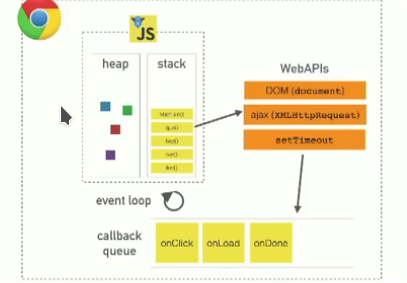 JS
heap
stack
WebAPIs
DOM (document)
ajax (XMLHttpRequest)
setTimeout
event loop
callback
queue
onClick
onLoad
onDone